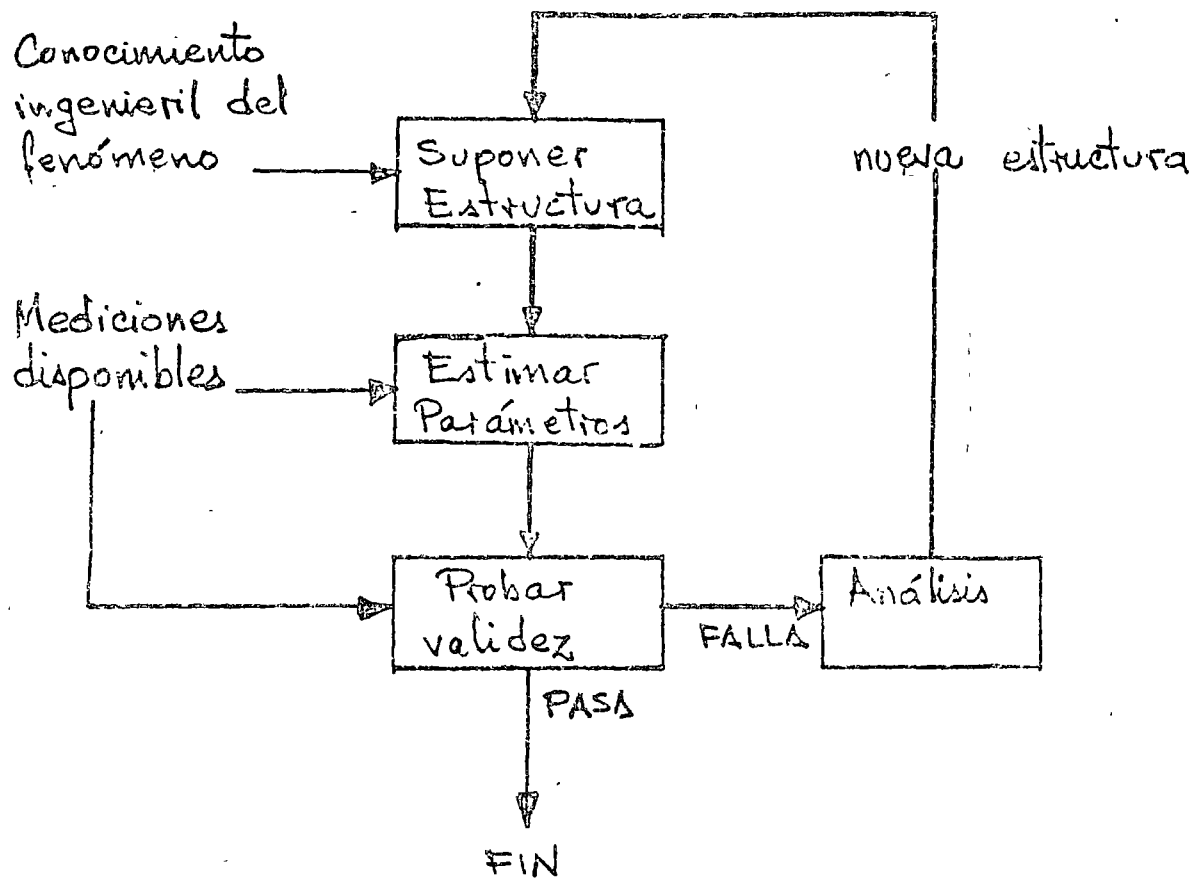 Conocimiento
ingenieril del
fenómeno
Suponer
Estructura
nueva estructura
Mediciones
disponibles
Estimar
Parámetros
Probar
validez
FALLA
Análisis
PASA
FIN